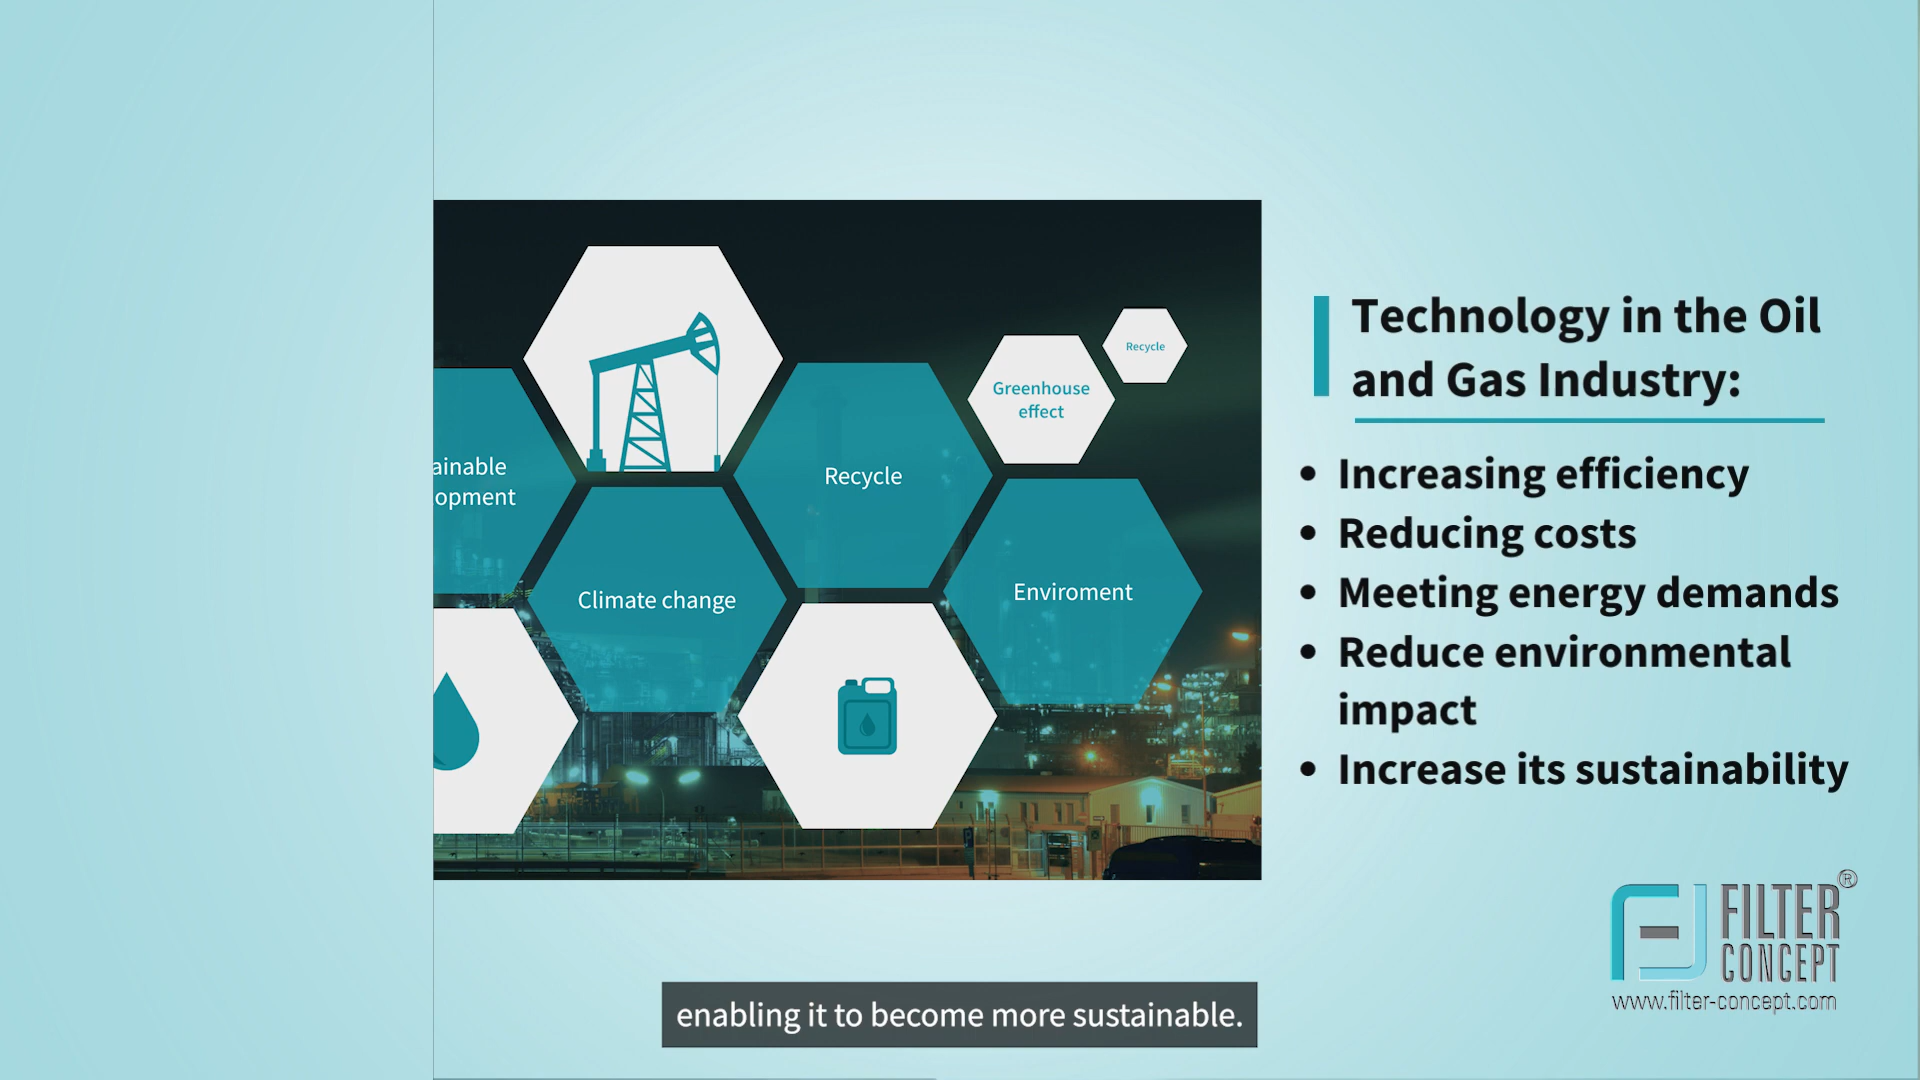 Technology in the Oil
and Gas Industry:
• Increasing efficiency
• Reducing costs
• Meeting energy demands
• Reduce environmental
impact
• Increase its sustainability
Recycle
Greenhouse
effect
ainable
opment
Recycle
Climate change
Enviroment
FILTER®
CONCEPT
www.filter-concept.com
enabling it to become more sustainable.